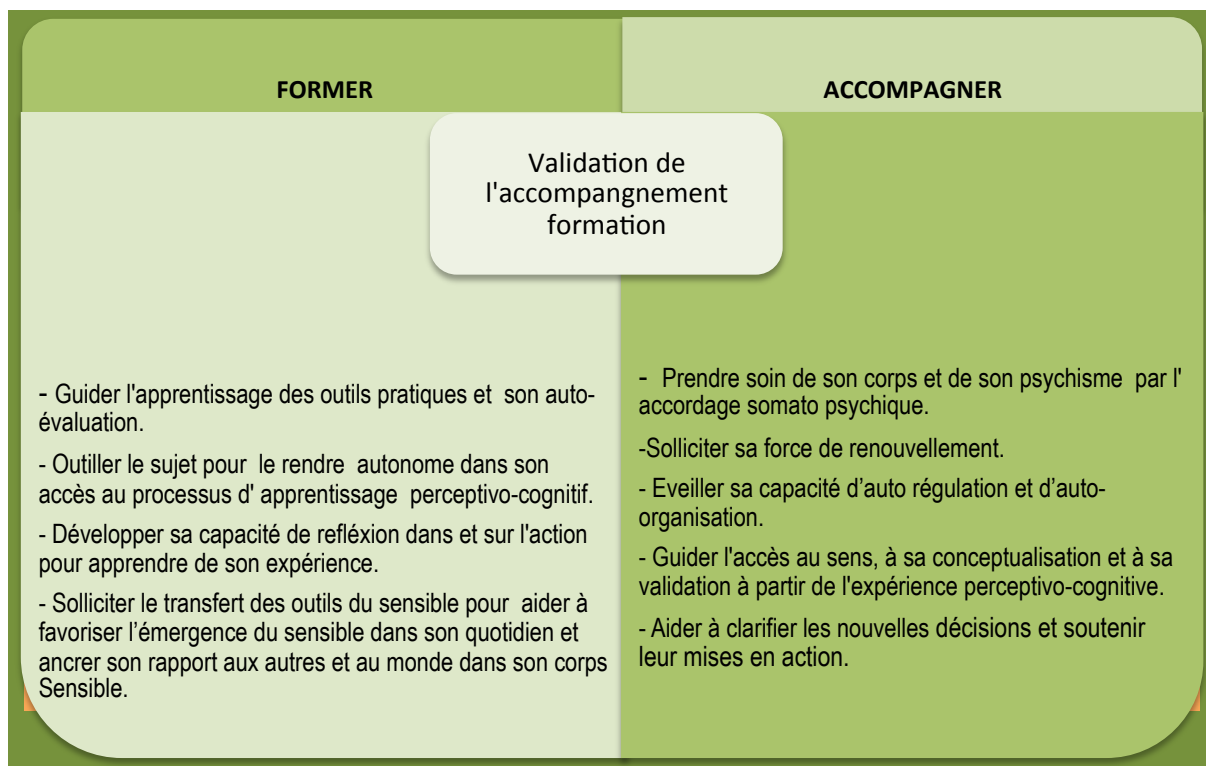 FORMER
ACCOMPAGNER
Validation de
l'accompangnement
formation
- Guider l'apprentissage des outils pratiques et son auto-
évaluation.
- Outiller le sujet pour le rendre autonome dans son
accès au processus d' apprentissage perceptivo-cognitif.
- Développer sa capacité de refléxion dans et sur l'action
pour apprendre de son expérience.
- Solliciter le transfert des outils du sensible pour aider à
favoriser l’émergence du sensible dans son quotidien et
ancrer son rapport aux autres et au monde dans son corps
Sensible.
- Prendre soin de son corps et de son psychisme par l'
accordage somato psychique.
-Solliciter sa force de renouvellement.
- Eveiller sa capacité d’auto régulation et d’auto-
organisation.
- Guider l'accès au sens, à sa conceptualisation et à sa
validation à partir de l'expérience perceptivo-cognitive.
- Aider à clarifier les nouvelles décisions et soutenir
leur mises en action.